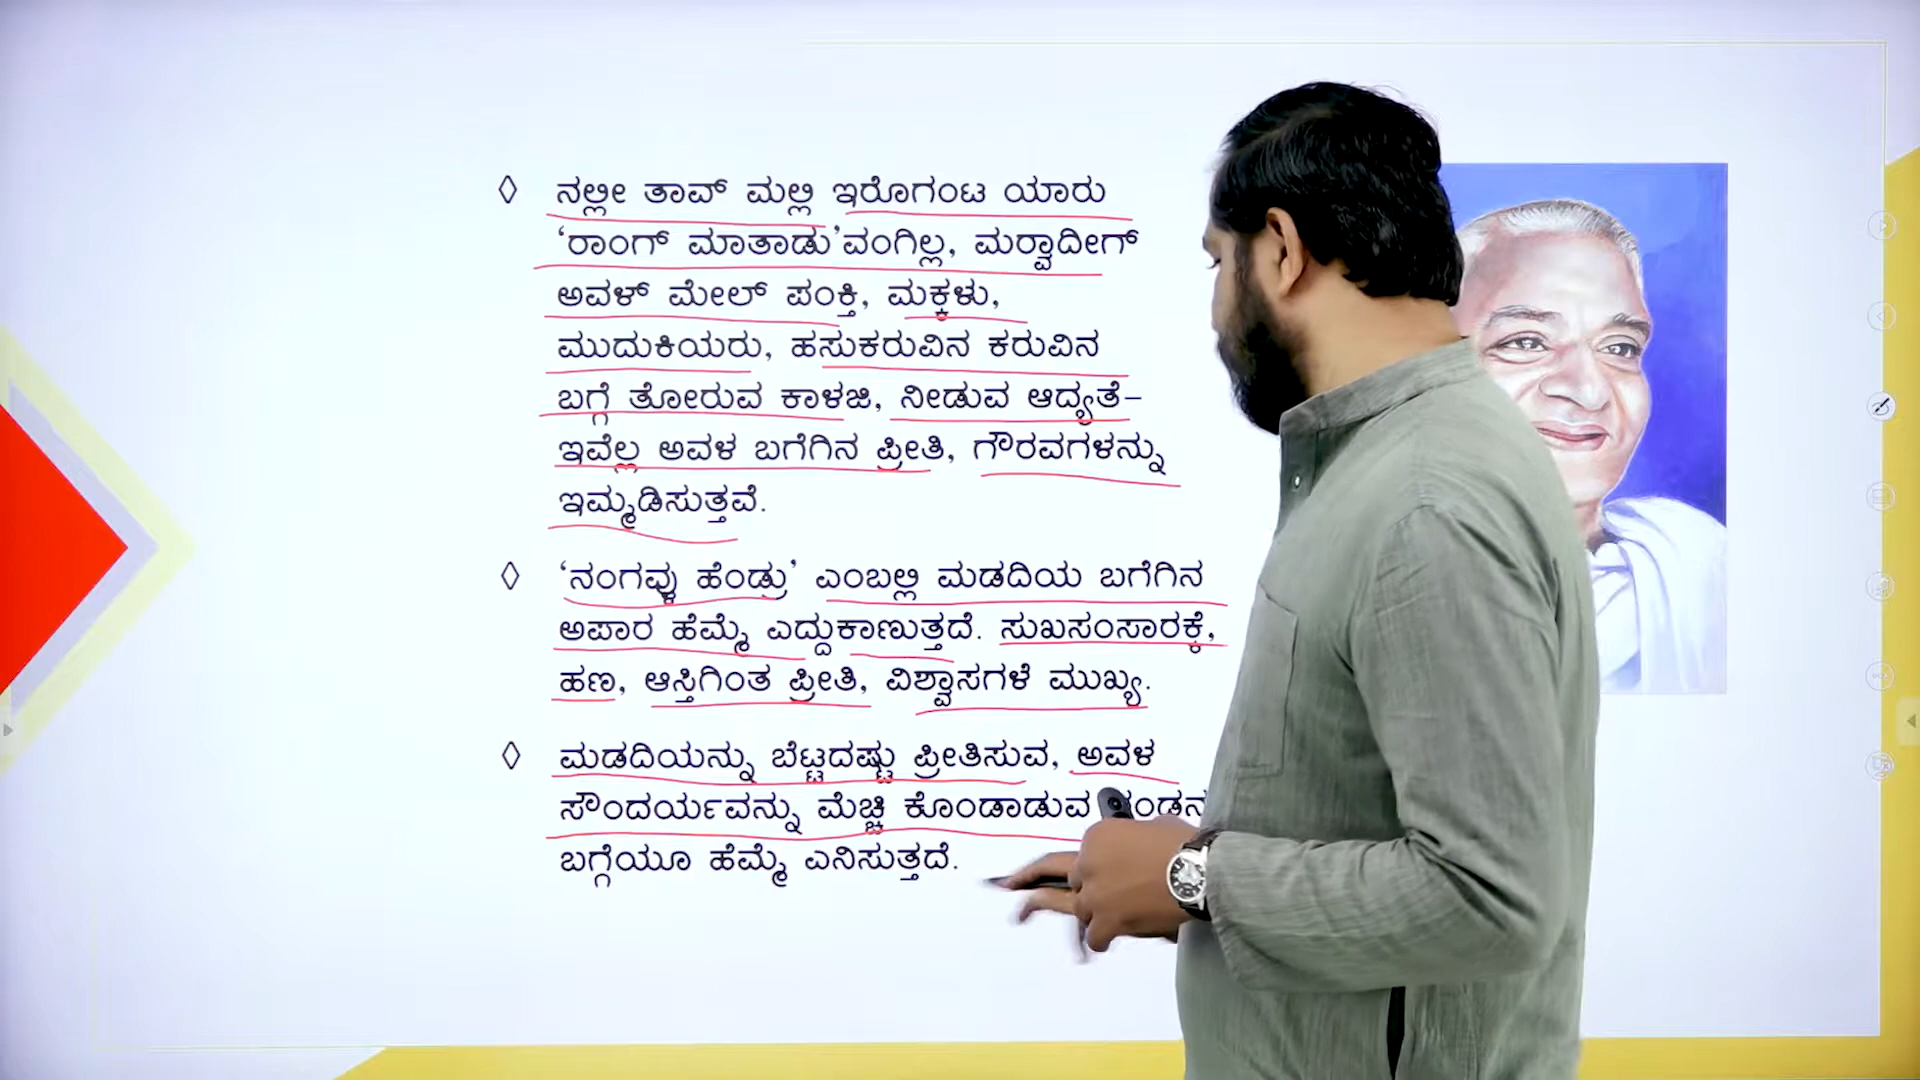 ◊ ನಲ್ಲೀ ತಾವ್ ಮಲ್ಲಿ ಇರೊಗಂಟ ಯಾರು
‘ರಾಂಗ್ ಮಾತಾಡು’ವಂಗಿಲ್ಲ, ಮರ‍್ವಾದೀಗ್
ಅವಳ್ ಮೇಲ್ ಪಂಕ್ತಿ, ಮಕ್ಕಳು,
ಮುದುಕಿಯರು, ಹಸುಕರುವಿನ ಕರುವಿನ
ಬಗ್ಗೆ ತೋರುವ ಕಾಳಜಿ, ನೀಡುವ ಆದ್ಯತೆ–
ಇವೆಲ್ಲ ಅವಳ ಬಗೆಗಿನ ಪ್ರೀತಿ, ಗೌರವಗಳನ್ನು
ಇಮ್ಮಡಿಸುತ್ತವೆ.
◊ ‘ನಂಗವ್ಳು ಹೆಂಡ್ರು’ ಎಂಬಲ್ಲಿ ಮಡದಿಯ ಬಗೆಗಿನ
ಅಪಾರ ಹೆಮ್ಮೆ ಎದ್ದುಕಾಣುತ್ತದೆ. ಸುಖಸಂಸಾರಕ್ಕೆ,
ಹಣ, ಆಸ್ತಿಗಿಂತ ಪ್ರೀತಿ, ವಿಶ್ವಾಸಗಳೆ ಮುಖ್ಯ.
◊ ಮಡದಿಯನ್ನು ಬೆಟ್ಟದಷ್ಟು ಪ್ರೀತಿಸುವ, ಅವಳ
ಸೌಂದರ್ಯವನ್ನು ಮೆಚ್ಚಿ ಕೊಂಡಾಡುವ
ಬಗ್ಗೆಯೂ ಹೆಮ್ಮೆ ಎನಿಸುತ್ತದೆ.